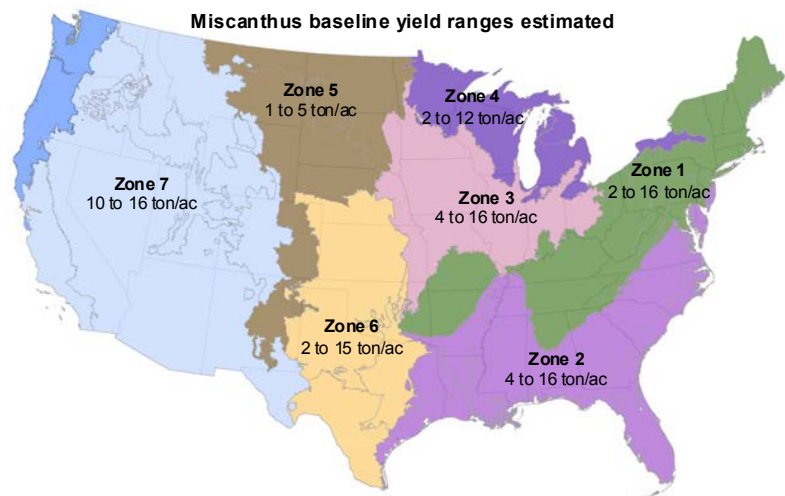 Miscanthus baseline yield ranges estimated
Zone 5
1 to 5 ton/ac
Zone 4
2 to 12 ton/ac
Zone 1
2 to 16 ton/ac
Zone 7
10 to 16 ton/ac
Zone 3
4 to 16 ton/ac
Zone 6
2 to 15 ton/ac
Zone 2
4 to 16 ton/ac